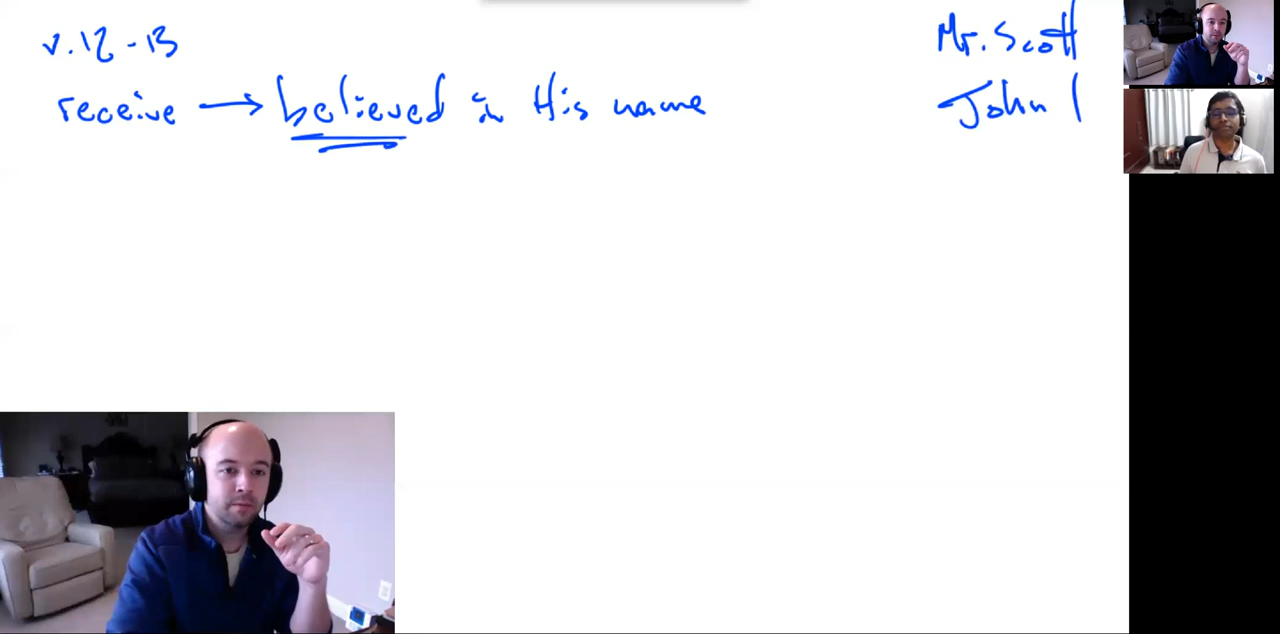 v.12-13
receive → believed in His name
Mr. Scott
John 1